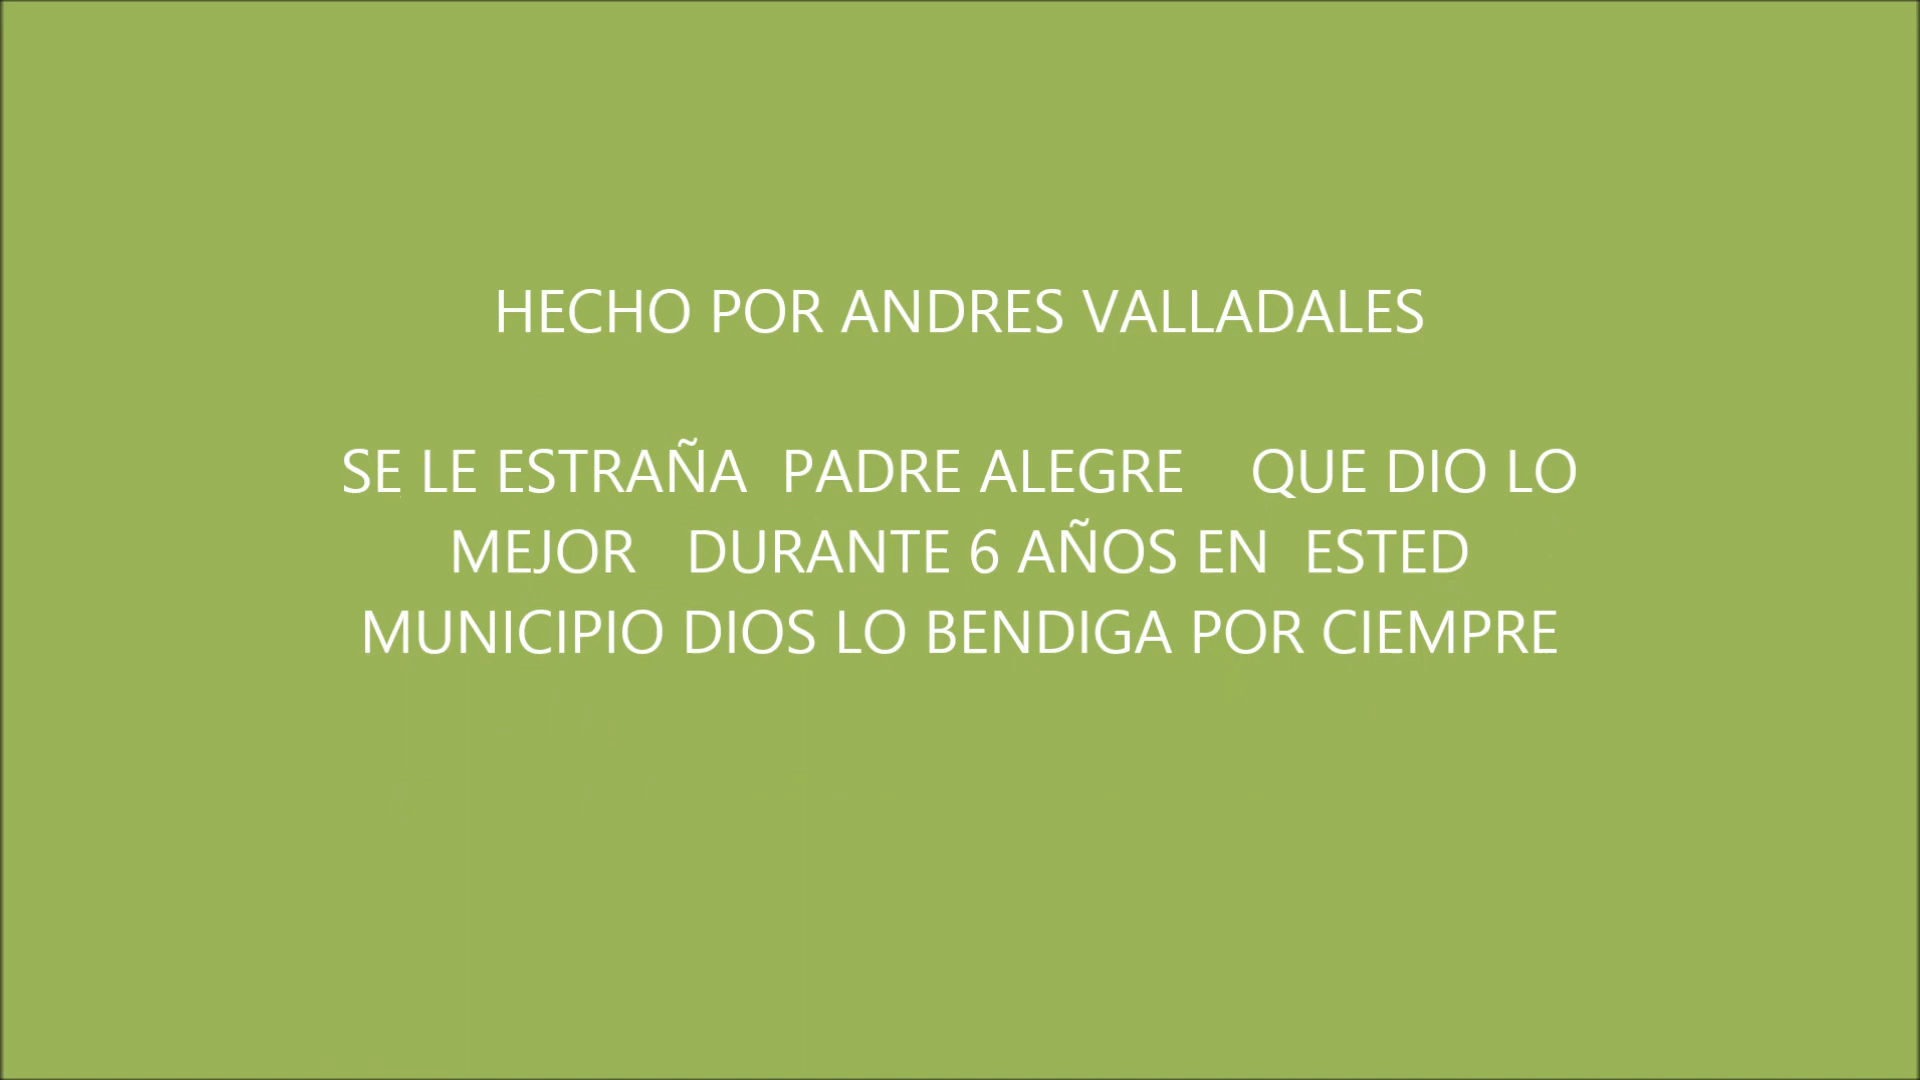 HECHO POR ANDRES VALLADALES
SE LE ESTRAÑA PADRE ALEGRE QUE DIO LO
MEJOR DURANTE 6 AÑOS EN ESTED
MUNICIPIO DIOS LO BENDIGA POR CIEMPRE